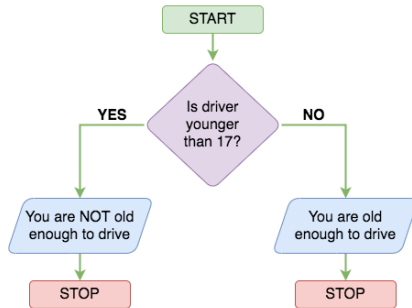 START
Is driver
younger
than 17?
YES
NO
You are NOT old
enough to drive
You are old
enough to drive
STOP
STOP